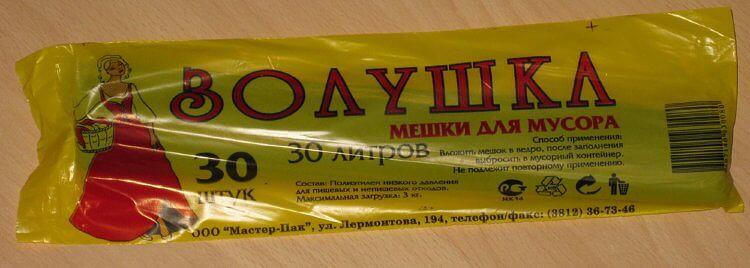 ЗОЛУШКА
МЕШКИ ДЛЯ МУСОРА
30
ШТУК
30 ЛИТРОВ
Способ применения:
Вложить мешок в ведро, после заполнения
выбросить в мусорный контейнер.
Не подлежит повторному применению.
Состав: Полиэтилен низкого давления
для пищевых и непищевых отходов.
Максимальная загрузка: 3 кг.
ООО "Мастер-Пак", ул. Лермонтова, 194, телефон/факс: (3812) 36-73-46